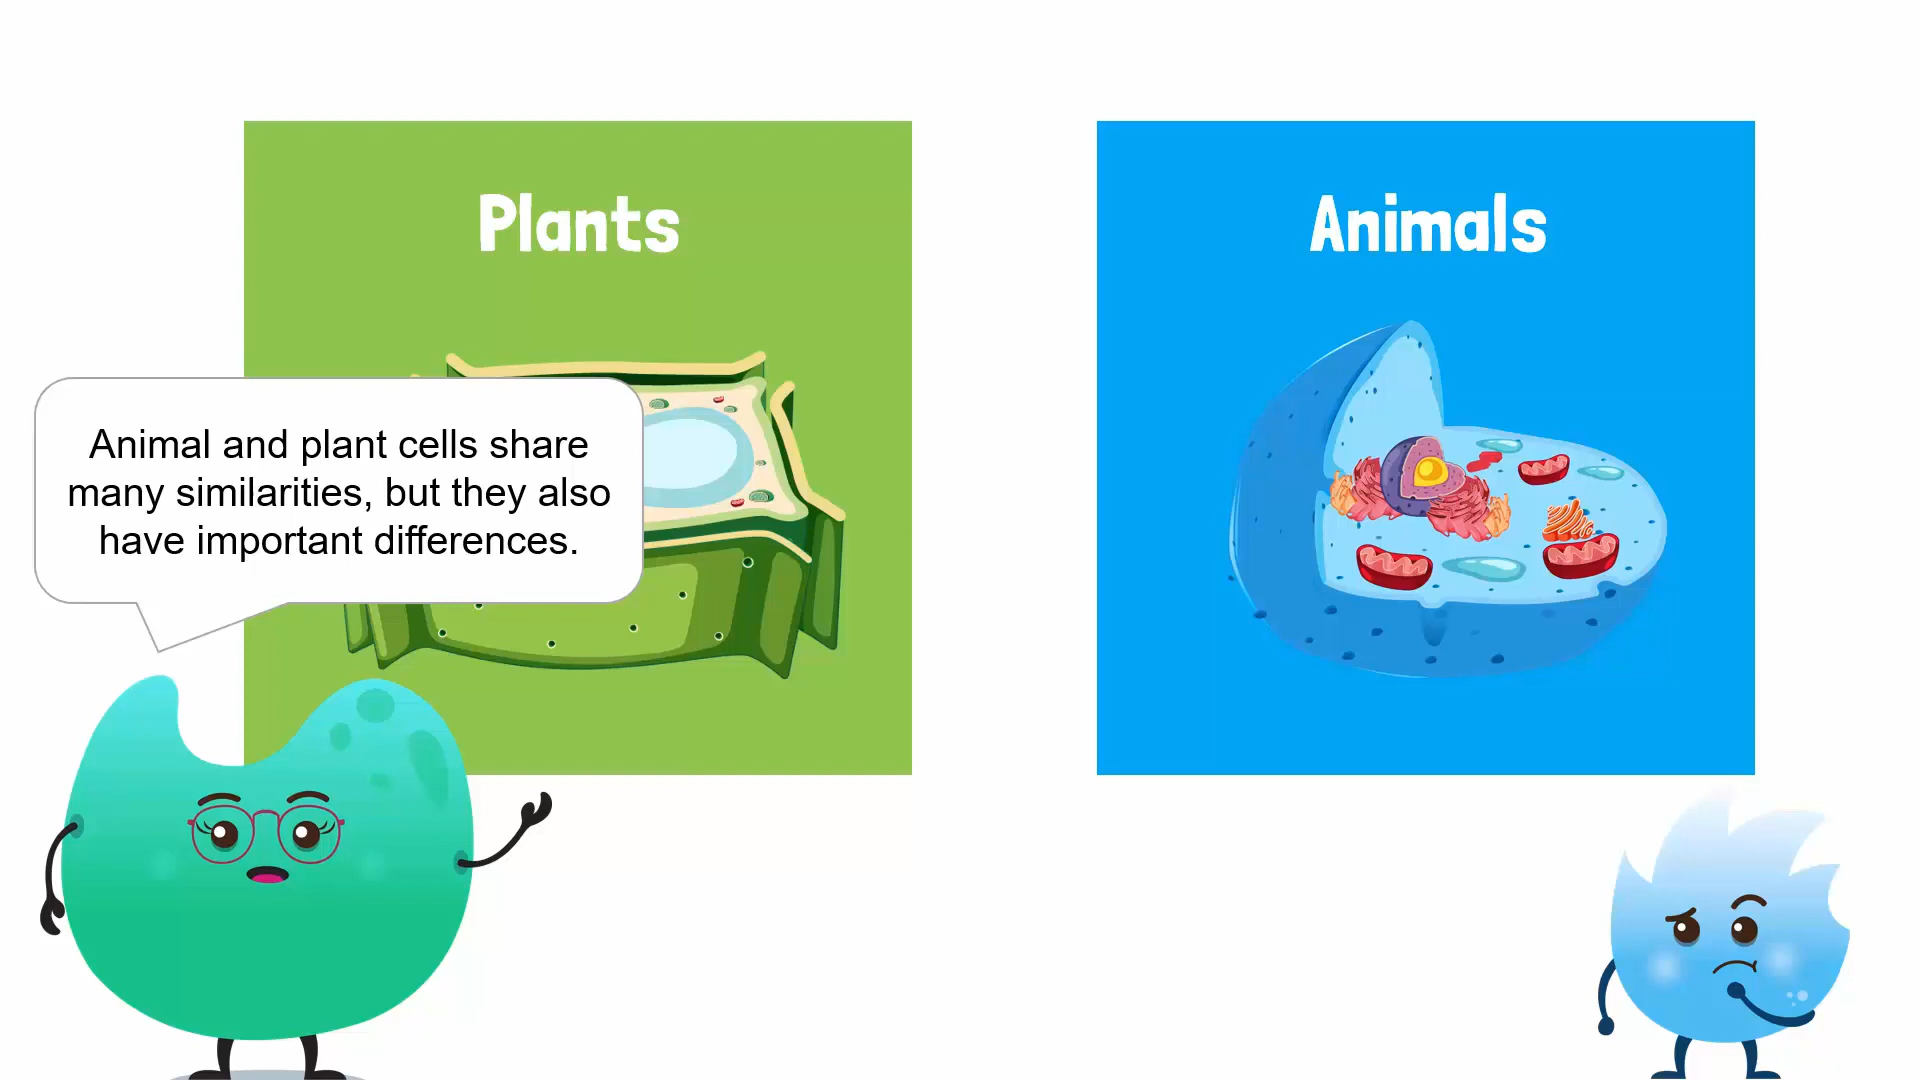 Plants
Animals
Animal and plant cells share
many similarities, but they also
have important differences.